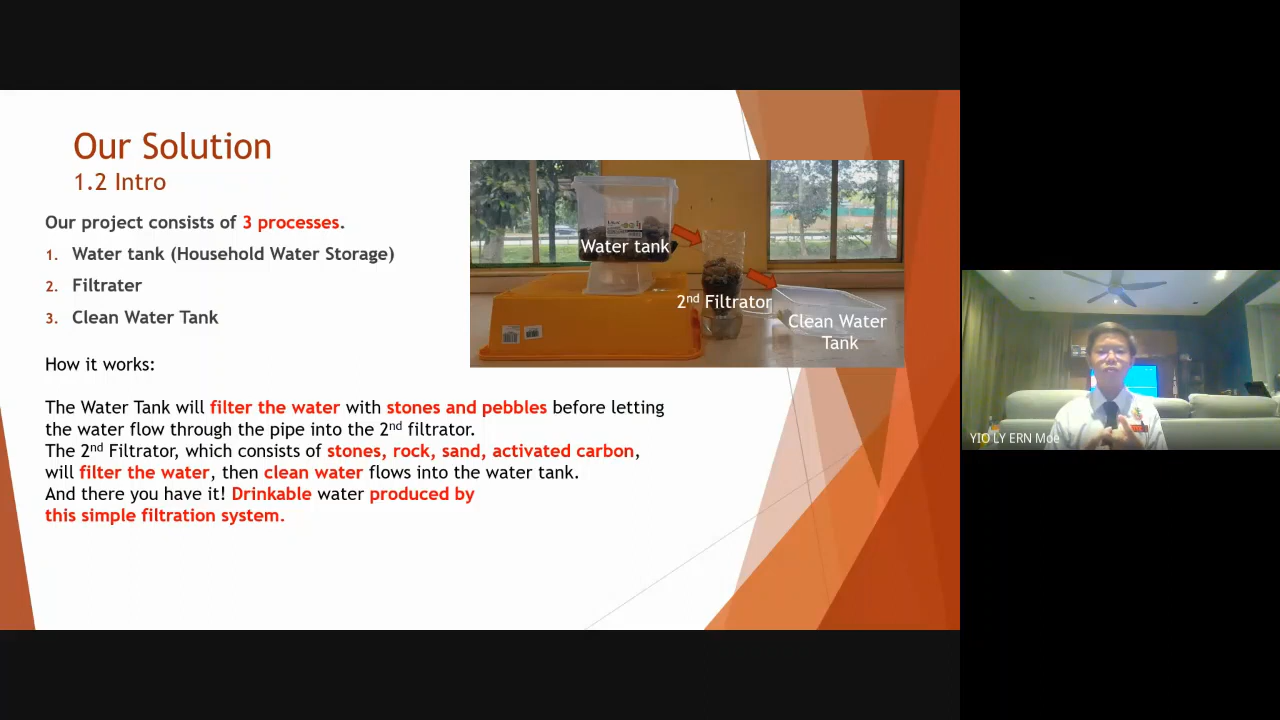 Our Solution
1.2 Intro
Our project consists of 3 processes.
1. Water tank (Household Water Storage)
2. Filtrater
3. Clean Water Tank
How it works:
The Water Tank will filter the water with stones and pebbles before letting
the water flow through the pipe into the 2nd filtrator.
The 2nd Filtrator, which consists of stones, rock, sand, activated carbon,
will filter the water, then clean water flows into the water tank.
And there you have it! Drinkable water produced by
this simple filtration system.
Water tank
2nd Filtrator
Clean Water
Tank
YIO LY ERN Moe